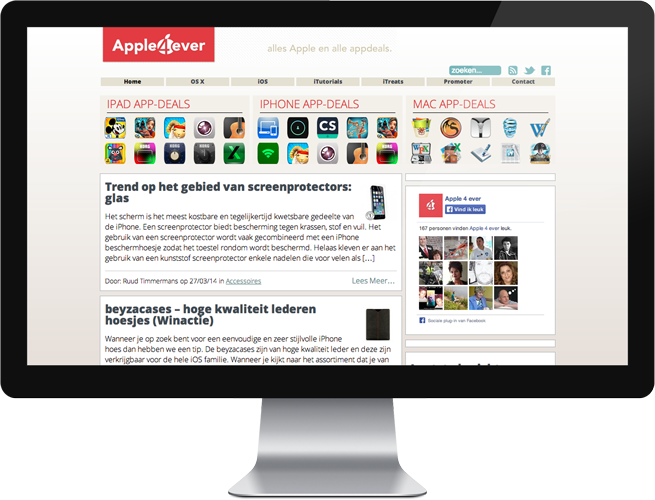 Apple4ever
alles Apple en alle appdeals.
zoeken...
Home OS X iOS iTutorials iTreats Promoter Contact
IPAD APP-DEALS
IPHONE APP-DEALS
MAC APP-DEALS
CS
KORG
KORG
Trend op het gebied van screenprotectors:
glas
Het scherm is het meest kostbare en tegelijkertijd kwetsbare gedeelte van
de iPhone. Een screenprotector biedt bescherming tegen krassen, stof en vuil. Het
gebruik van een screenprotector wordt vaak gecombineerd met een iPhone
beschermhoesje zodat het toestel rondom wordt beschermd. Helaas kleven er aan het
gebruik van een kunststof screenprotector enkele nadelen die voor velen als […]
Door: Ruud Timmermans op 27/03/14 in Accessoires
Lees Meer…
beyzacases – hoge kwaliteit lederen
hoesjes (Winactie)
Wanneer je op zoek bent voor een eenvoudige en zeer stijlvolle iPhone
hoes dan hebben we een tip. De beyzacases zijn van hoge kwaliteit leder en deze zijn
verkrijgbaar voor de hele iOS familie. Wanneer je kijkt naar het assortiment dat je van
4
Apple 4 ever
Vind ik leuk
187 personen vinden Apple 4 ever leuk.
Sociale plug-in van Facebook